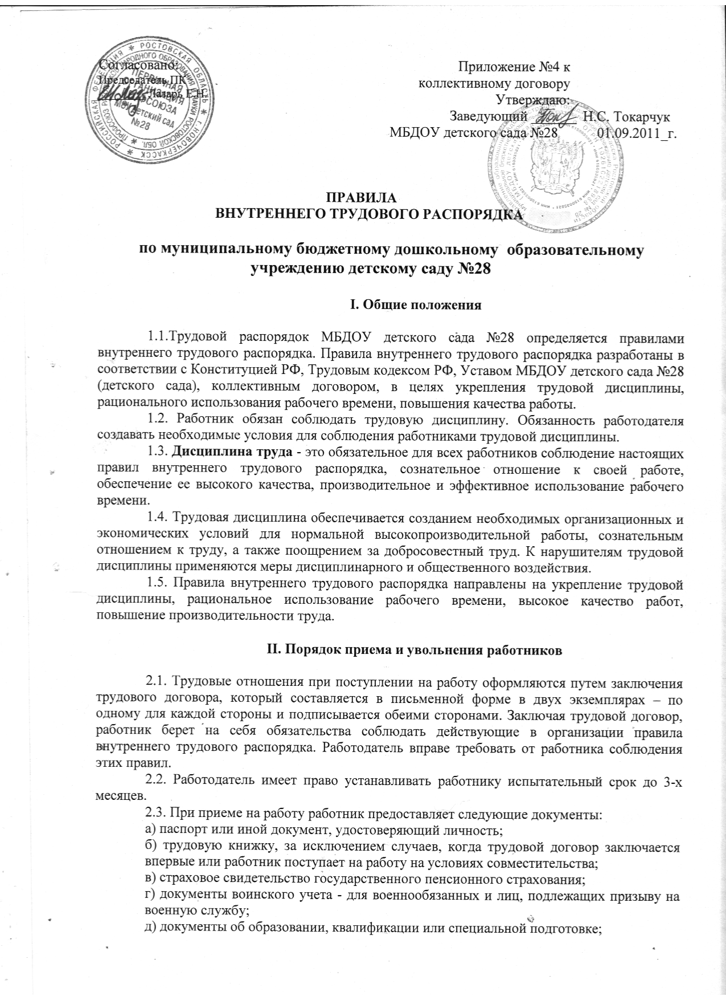 Согласовано:
Председатель ПК
Лазарь Е.Н.
РОССИЙСКАЯ ФЕДЕРАЦИЯ * РОСТОВСКАЯ ОБЛАСТЬ * г. НОВОЧЕРКАССК *
ПЕРВИЧНАЯ
ОРГАНИЗАЦИЯ
ПРОФСОЮЗА
МОУ детский сад
№28
Приложение №4 к
коллективному договору
Утверждаю:
Заведующий ______ Н.С. Токарчук
МБДОУ детского сада №28 01.09.2011_г.
ПРАВИЛА
ВНУТРЕННЕГО ТРУДОВОГО РАСПОРЯДКА
по муниципальному бюджетному дошкольному образовательному
учреждению детскому саду №28
I. Общие положения
1.1.Трудовой распорядок МБДОУ детского сада №28 определяется правилами
внутреннего трудового распорядка. Правила внутреннего трудового распорядка разработаны в
соответствии с Конституцией РФ, Трудовым кодексом РФ, Уставом МБДОУ детского сада №28
(детского сада), коллективным договором, в целях укрепления трудовой дисциплины,
рационального использования рабочего времени, повышения качества работы.
1.2. Работник обязан соблюдать трудовую дисциплину. Обязанность работодателя
создавать необходимые условия для соблюдения работниками трудовой дисциплины.
1.3. Дисциплина труда - это обязательное для всех работников соблюдение настоящих
правил внутреннего трудового распорядка, сознательное отношение к своей работе,
обеспечение ее высокого качества, производительное и эффективное использование рабочего
времени.
1.4. Трудовая дисциплина обеспечивается созданием необходимых организационных и
экономических условий для нормальной высокопроизводительной работы, сознательным
отношением к труду, а также поощрением за добросовестный труд. К нарушителям трудовой
дисциплины применяются меры дисциплинарного и общественного воздействия.
1.5. Правила внутреннего трудового распорядка направлены на укрепление трудовой
дисциплины, рациональное использование рабочего времени, высокое качество работ,
повышение производительности труда.
II. Порядок приема и увольнения работников
2.1. Трудовые отношения при поступлении на работу оформляются путем заключения
трудового договора, который составляется в письменной форме в двух экземплярах – по
одному для каждой стороны и подписывается обеими сторонами. Заключая трудовой договор,
работник берет на себя обязательства соблюдать действующие в организации правила
внутреннего трудового распорядка. Работодатель вправе требовать от работника соблюдения
этих правил.
2.2. Работодатель имеет право устанавливать работнику испытательный срок до 3-х
месяцев.
2.3. При приеме на работу работник предоставляет следующие документы:
а) паспорт или иной документ, удостоверяющий личность;
б) трудовую книжку, за исключением случаев, когда трудовой договор заключается
впервые или работник поступает на работу на условиях совместительства;
в) страховое свидетельство государственного пенсионного страхования;
г) документы воинского учета - для военнообязанных и лиц, подлежащих призыву на
военную службу;
д) документы об образовании, квалификации или специальной подготовке;